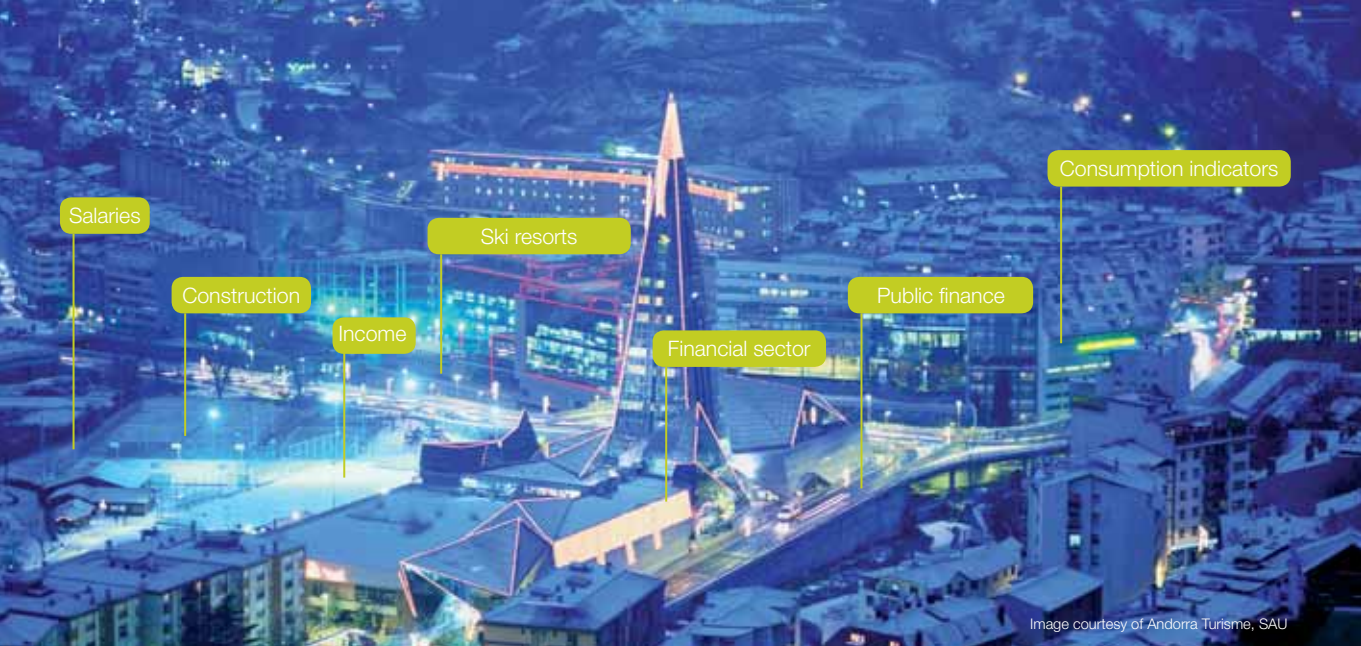 Consumption indicators
Salaries
Ski resorts
Construction
Public finance
Income
Financial sector
Image courtesy of Andorra Turisme, SAU